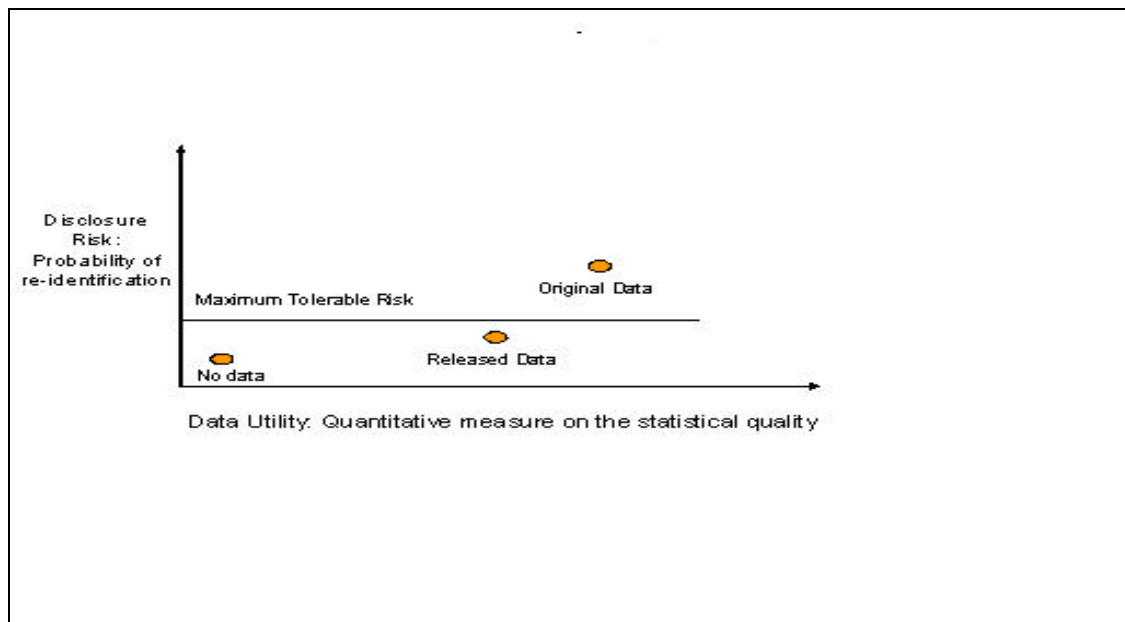 Disclosure
Risk:
Probability of
re-identification
Maximum Tolerable Risk
Original Data
Released Data
No data
Data Utility: Quantitative measure on the statistical quality